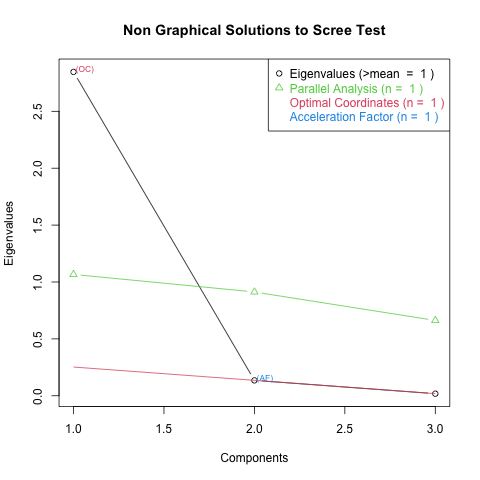 Non Graphical Solutions to Scree Test
(OC)
Eigenvalues (>mean  =  1 )
Parallel Analysis (n =  1 )
Optimal Coordinates (n =  1 )
Acceleration Factor (n =  1 )
Eigenvalues
2.5
2.0
1.5
1.0
0.5
0.0
(AF)
1.0 1.5 2.0 2.5 3.0
Components